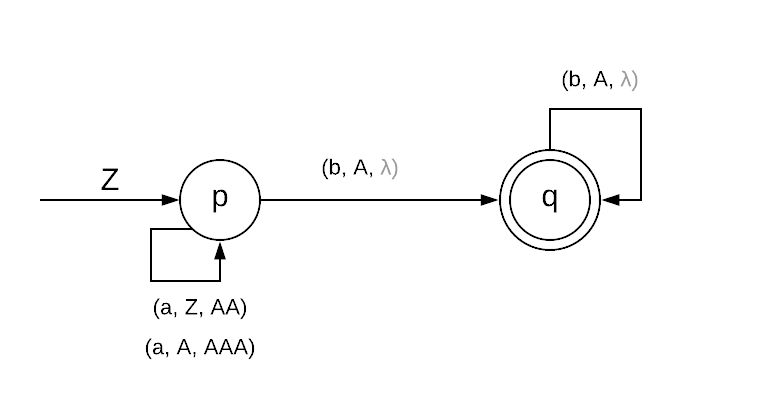 (b, A, λ)
Z
(b, A, λ)
p
q
(a, Z, AA)
(a, A, AAA)